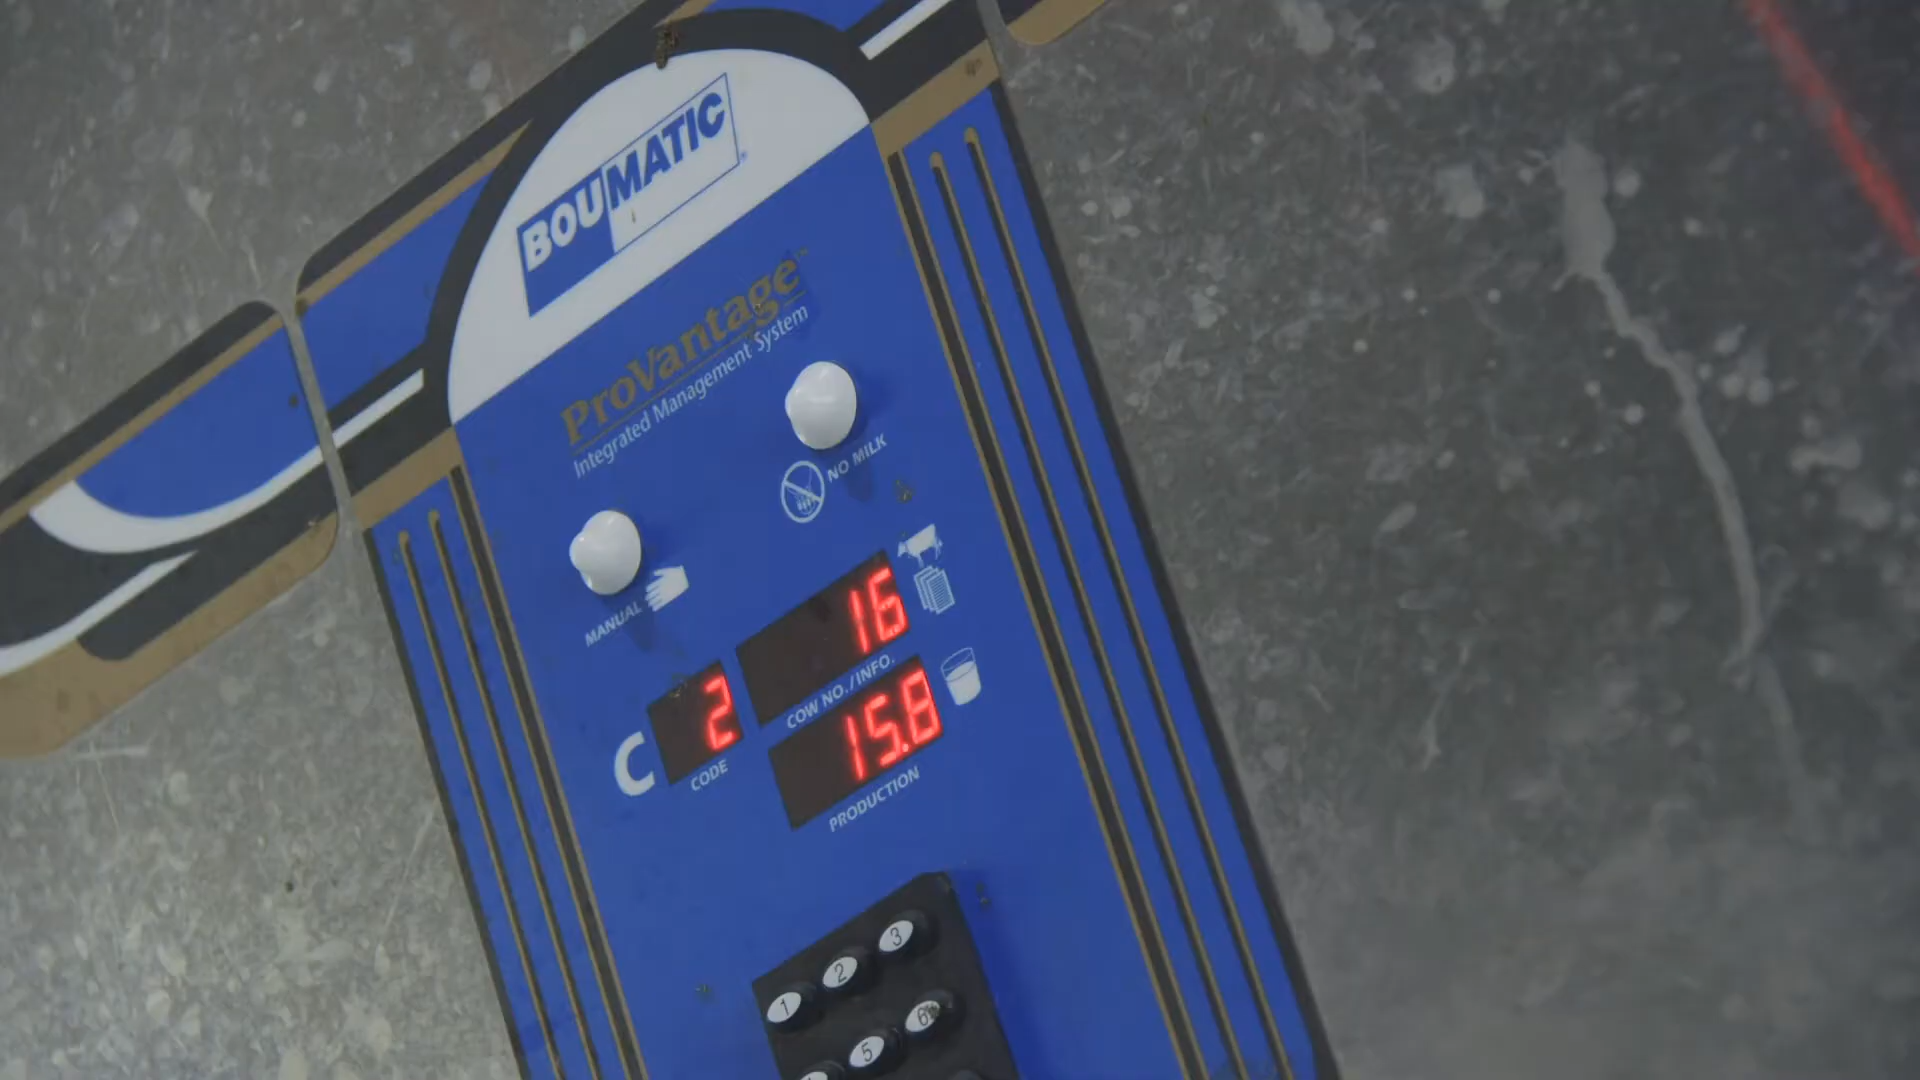 BOUMATIC
ProVantage™
Integrated Management System
NO MILK
MANUAL
16
COW NO./INFO.
C 2
CODE
15.8
PRODUCTION
1 2 3
5 6